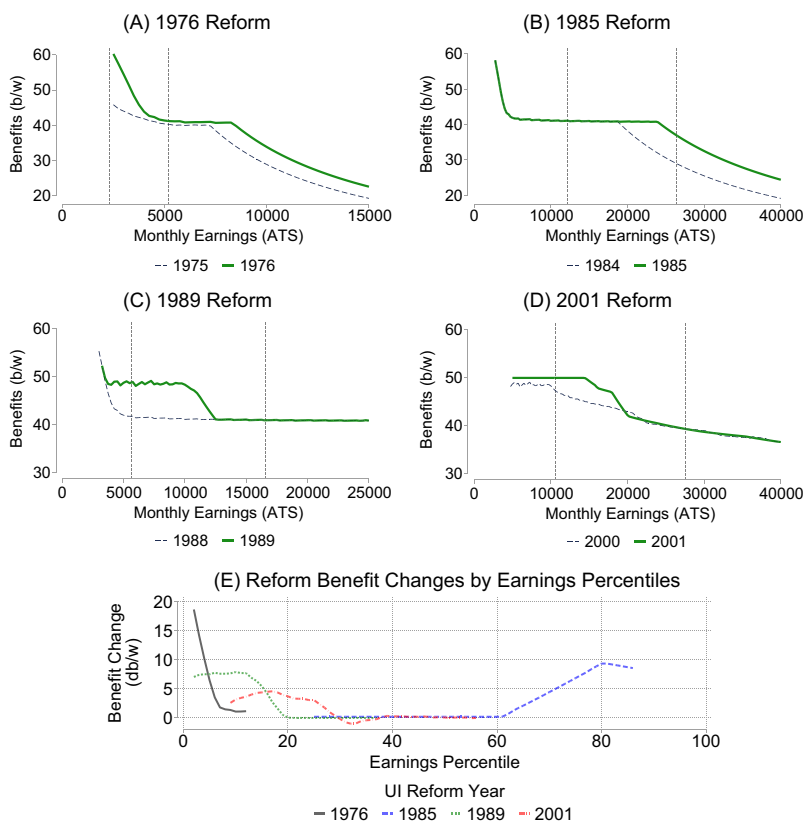 (A) 1976 Reform
Benefits (b/w)
60
50
40
30
20
0 5000 10000 15000
Monthly Earnings (ATS)
1975 1976
(B) 1985 Reform
Benefits (b/w)
60
50
40
30
20
0 10000 20000 30000 40000
Monthly Earnings (ATS)
1984 1985
(C) 1989 Reform
Benefits (b/w)
60
50
40
30
0 5000 10000 15000 20000 25000
Monthly Earnings (ATS)
1988 1989
(D) 2001 Reform
Benefits (b/w)
60
50
40
30
0 10000 20000 30000 40000
Monthly Earnings (ATS)
2000 2001
(E) Reform Benefit Changes by Earnings Percentiles
Benefit Change
(db/w)
20
15
10
5
0
0 20 40 60 80 100
Earnings Percentile
UI Reform Year
1976 1985 1989 2001